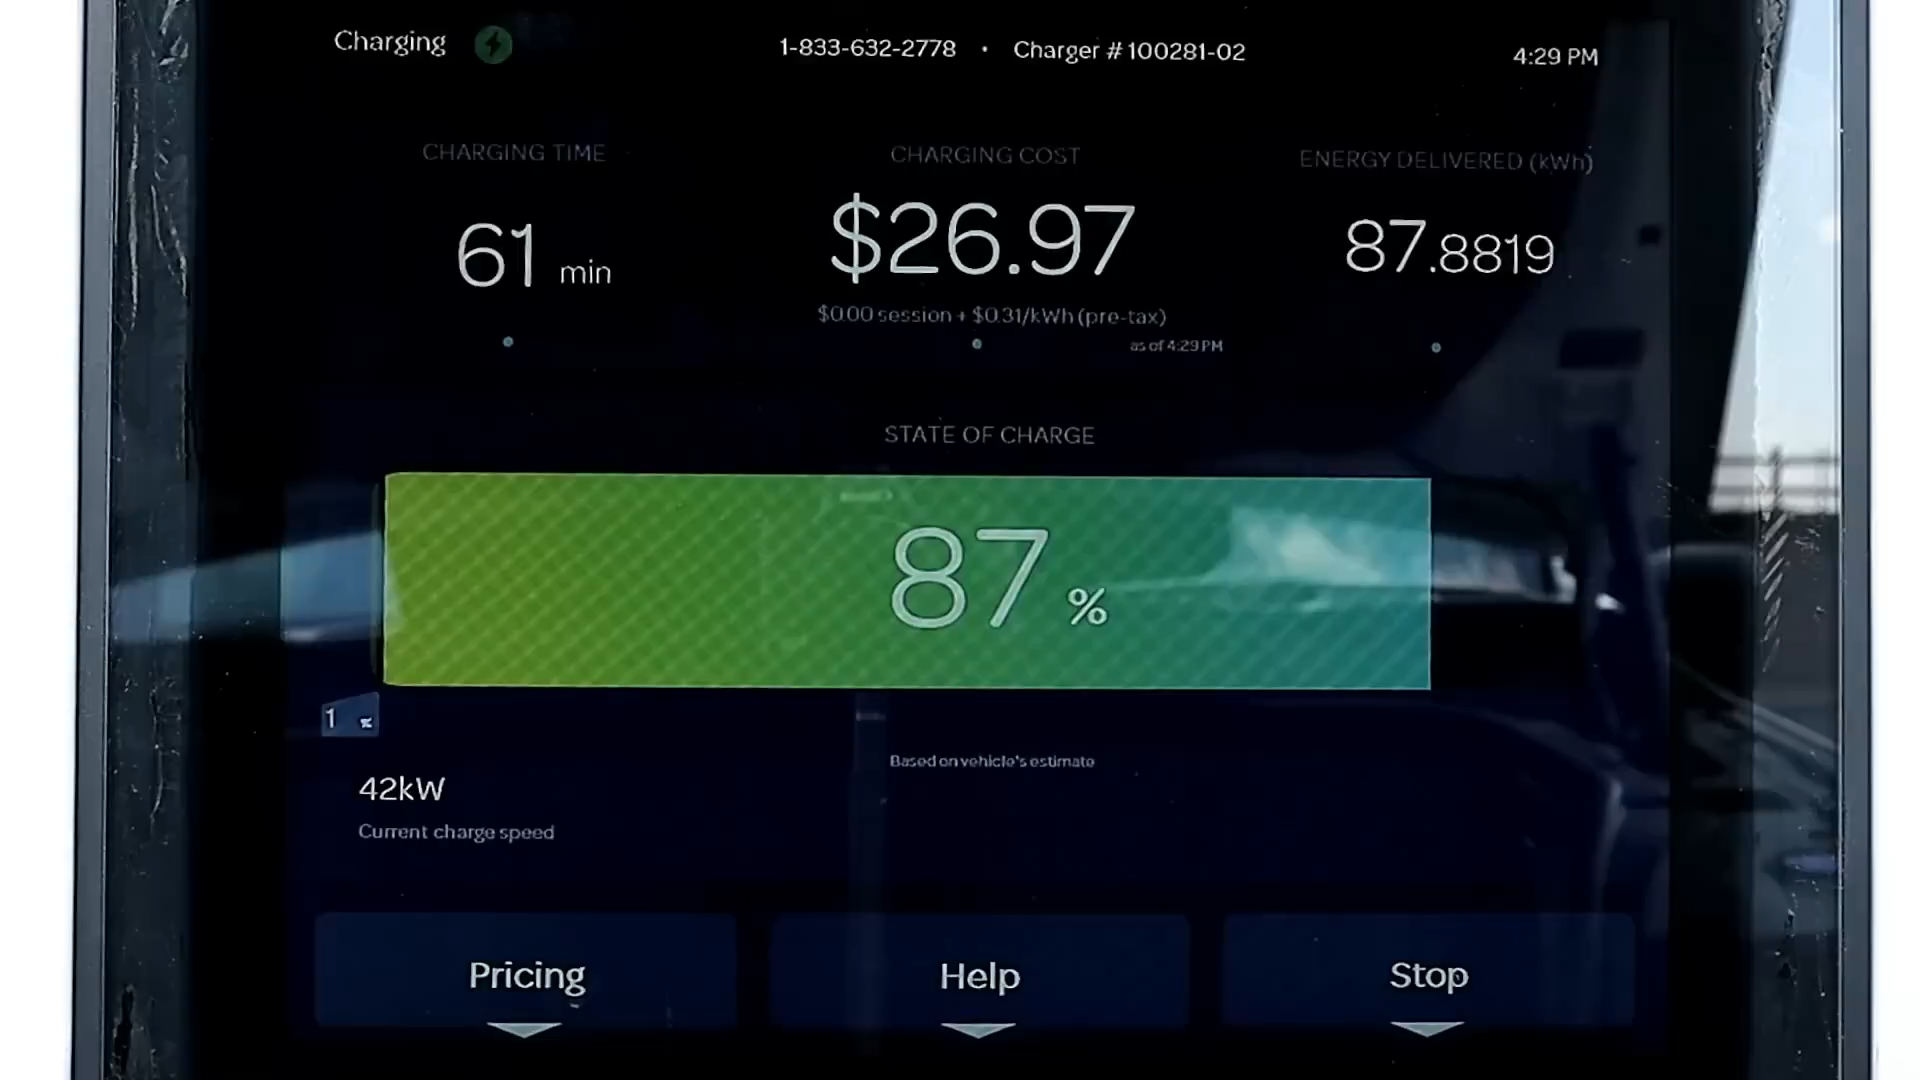 Charging
1-833-632-2778 • Charger # 100281-02
4:29 PM
CHARGING TIME
61 min
CHARGING COST
$26.97
$0.00 session + $0.31/kWh (pre-tax)
as of 4:29 PM
ENERGY DELIVERED (kWh)
87.8819
STATE OF CHARGE
87 %
1 %
Based on vehicle's estimate
42kW
Current charge speed
Pricing
Help
Stop